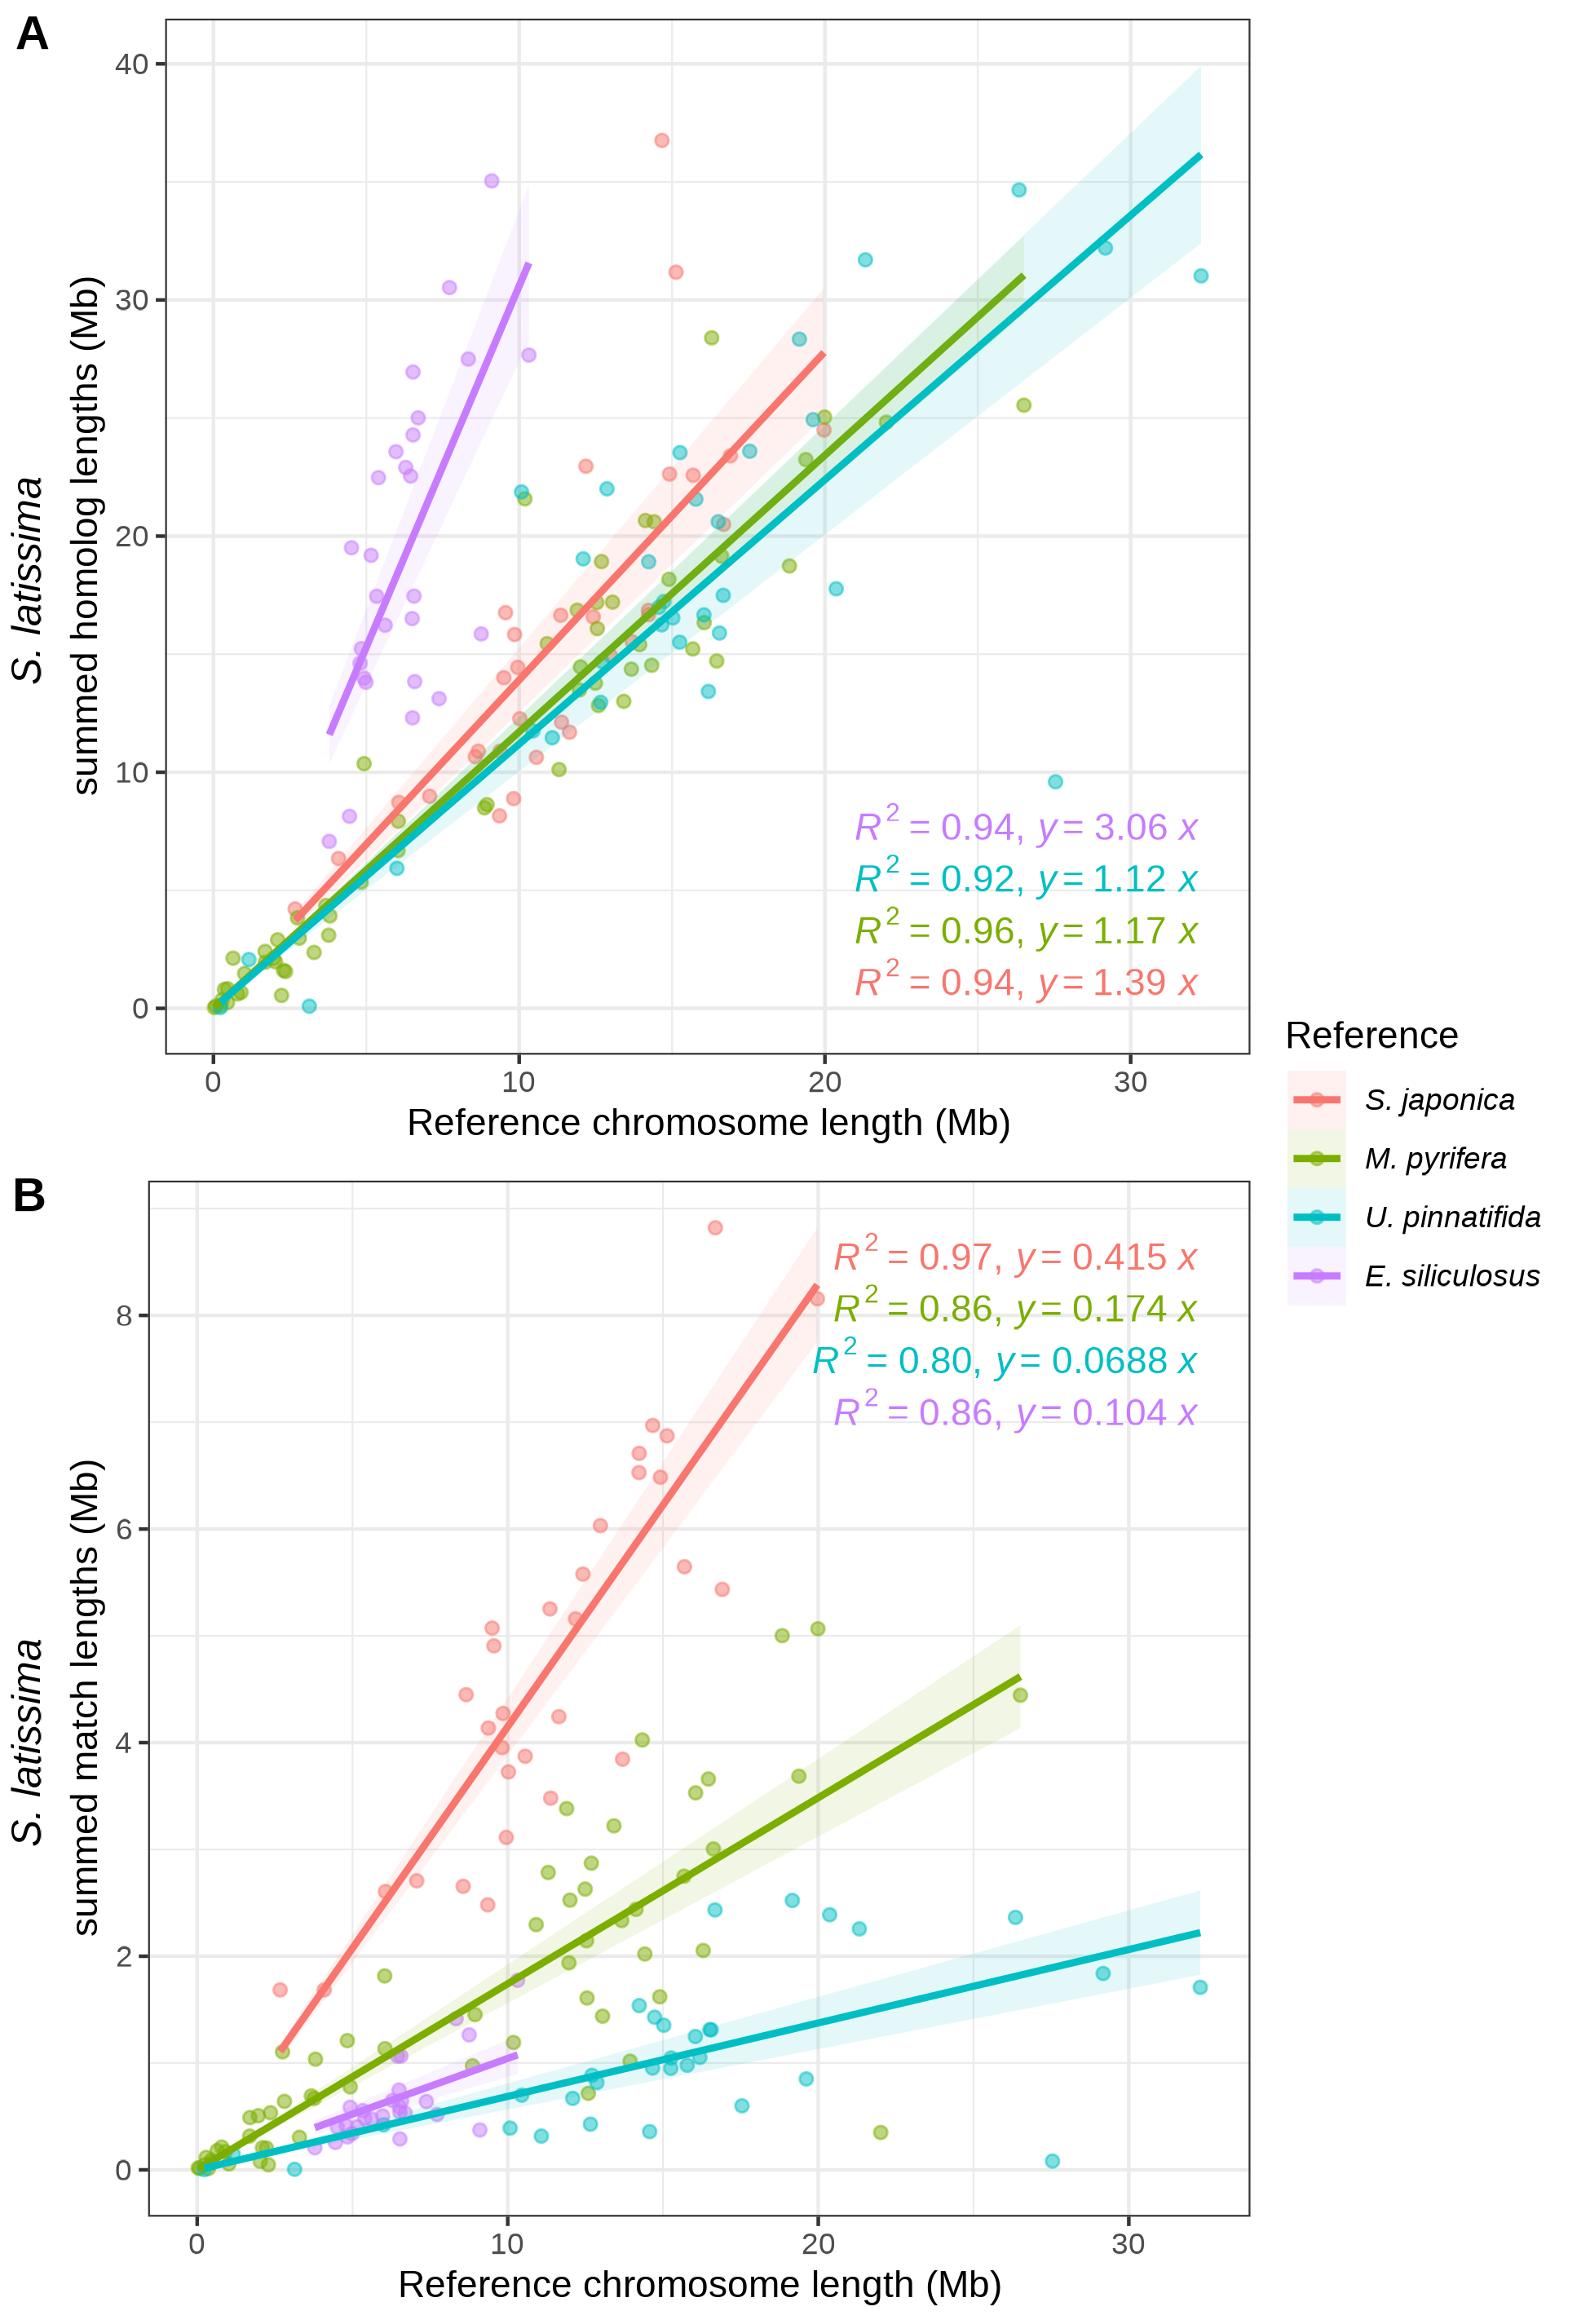 A
40
30
20
10
0
S. latissima
summed homolog lengths (Mb)
R² = 0.94, y = 3.06 x
R² = 0.92, y = 1.12 x
R² = 0.96, y = 1.17 x
R² = 0.94, y = 1.39 x
0 10 20 30
Reference chromosome length (Mb)
Reference
S. japonica
M. pyrifera
U. pinnatifida
E. siliculosus
B
8
6
4
2
0
S. latissima
summed match lengths (Mb)
R² = 0.97, y = 0.415 x
R² = 0.86, y = 0.174 x
R² = 0.80, y = 0.0688 x
R² = 0.86, y = 0.104 x
0 10 20 30
Reference chromosome length (Mb)